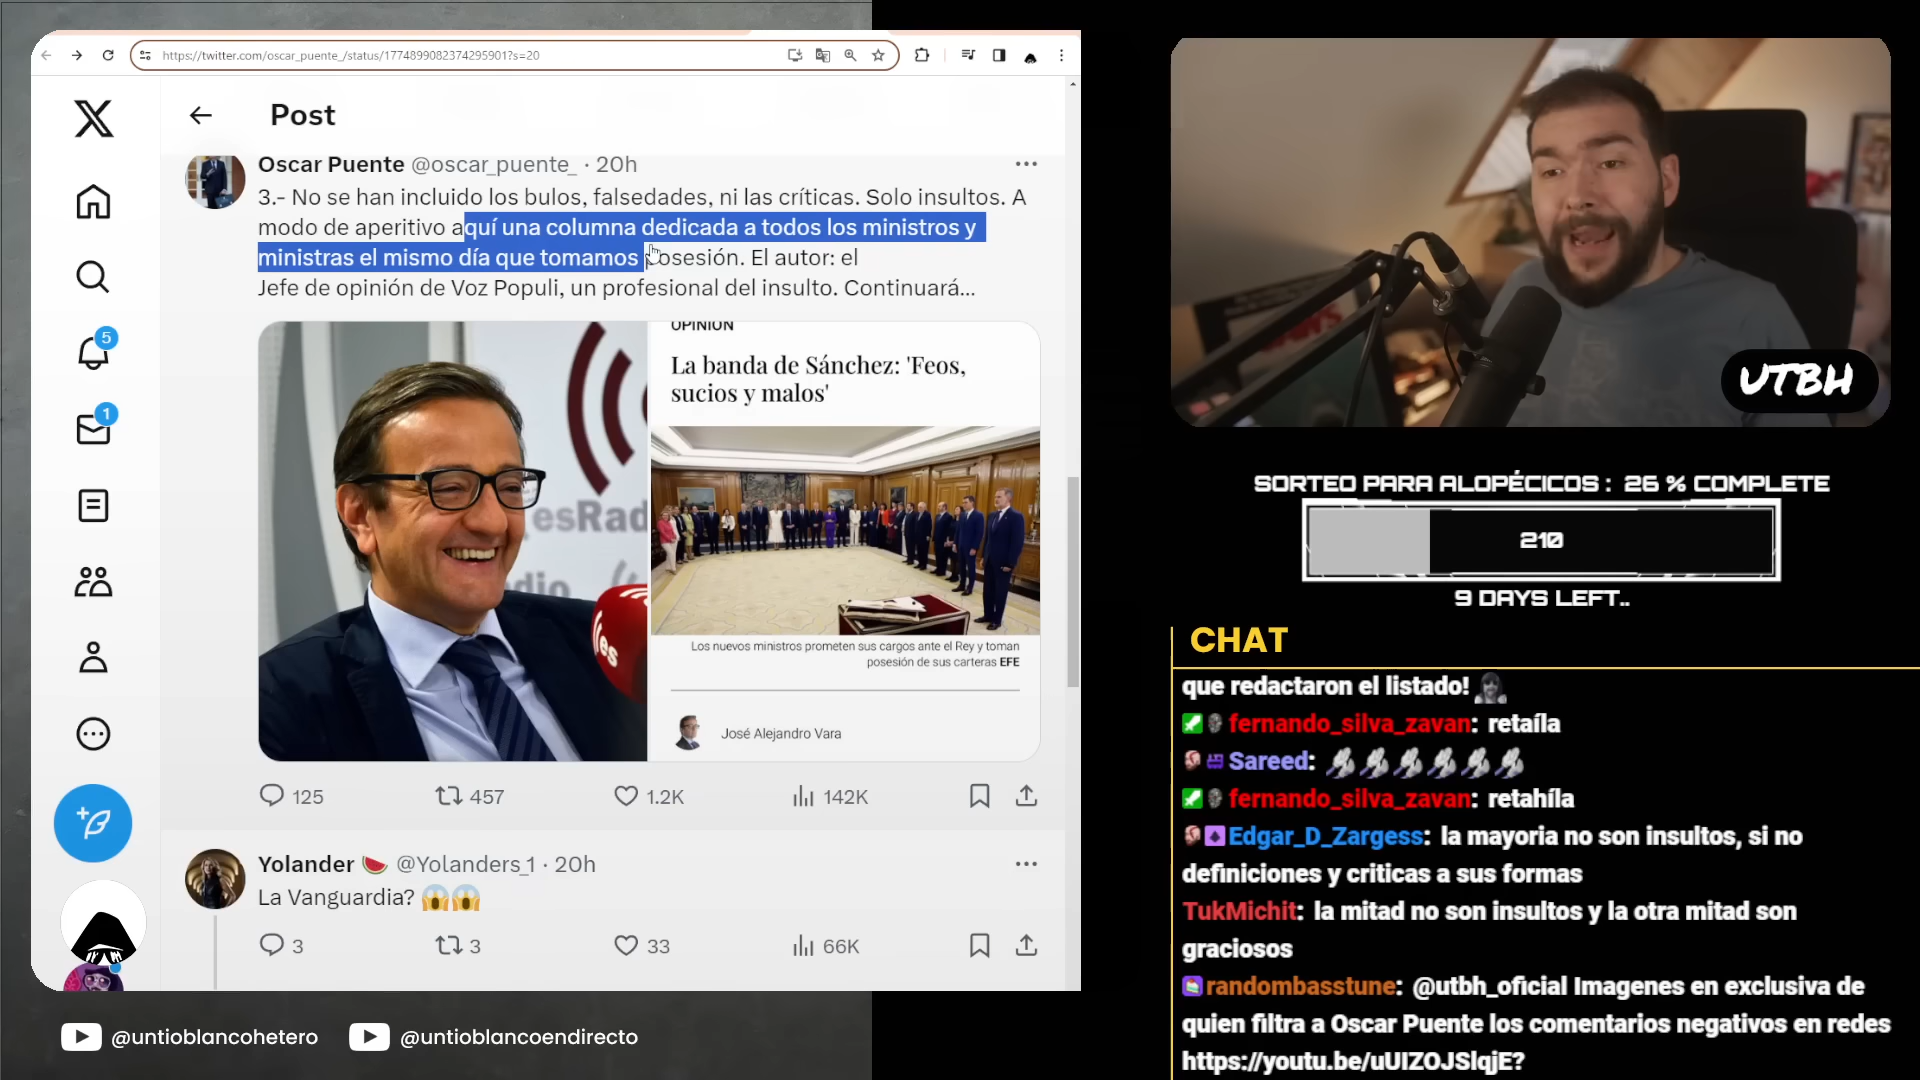 https://twitter.com/oscar_puente_/status/1774899082374295901?s=20
Post
Oscar Puente @oscar_puente_ · 20h
3.- No se han incluido los bulos, falsedades, ni las críticas. Solo insultos. A
modo de aperitivo aquí una columna dedicada a todos los ministros y
ministras el mismo día que tomamos posesión. El autor: el
Jefe de opinión de Voz Populi, un profesional del insulto. Continuará...
esRad
dio
es
OPINIÓN
La banda de Sánchez: 'Feos,
sucios y malos'
Los nuevos ministros prometen sus cargos ante el Rey y toman
posesión de sus carteras EFE
José Alejandro Vara
125
457
1.2K
142K
Yolander @Yolanders_1 · 20h
La Vanguardia?
3
3
33
66K
5
1
@untioblancohetero
@untioblancoendirecto
UTBH
SORTEO PARA ALOPÉCICOS : 26 % COMPLETE
210
9 DAYS LEFT..
CHAT
que redactaron el listado!
fernando_silva_zavan: retaíla
Sareed:
fernando_silva_zavan: retahíla
Edgar_D_Zargess: la mayoria no son insultos, si no
definiciones y criticas a sus formas
TukMichit: la mitad no son insultos y la otra mitad son
graciosos
randombasstune: @utbh_oficial Imagenes en exclusiva de
quien filtra a Oscar Puente los comentarios negativos en redes
https://youtu.be/uUIZOJSlqjE?